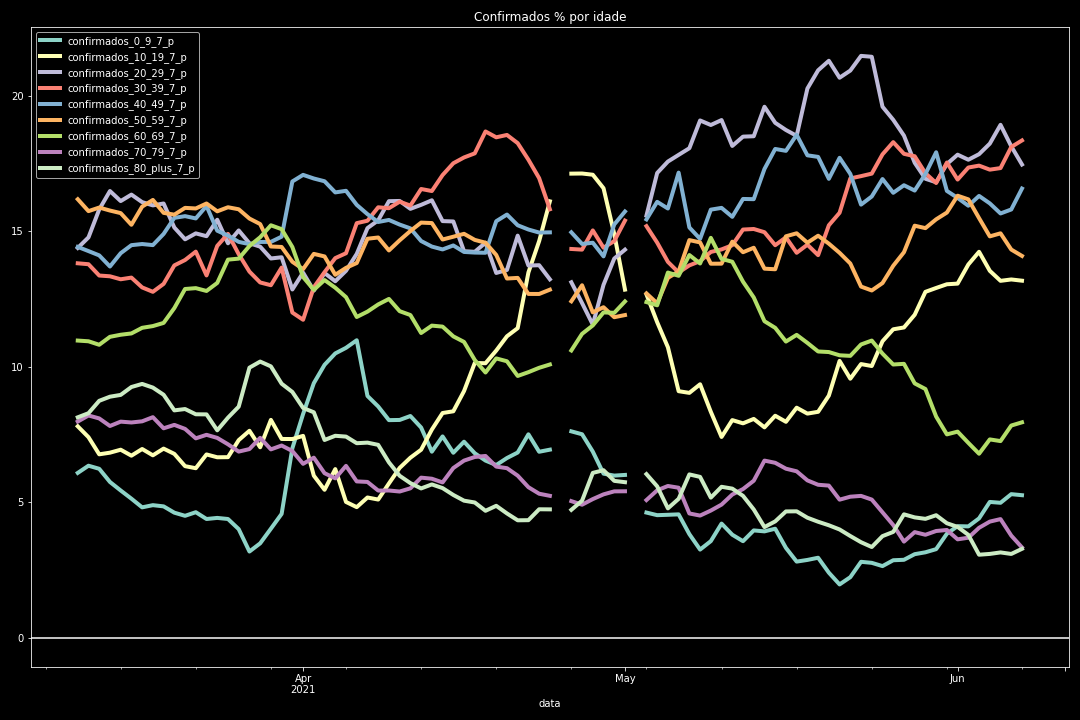 Confirmados % por idade
confirmados_0_9_7_p
confirmados_10_19_7_p
confirmados_20_29_7_p
confirmados_30_39_7_p
confirmados_40_49_7_p
confirmados_50_59_7_p
confirmados_60_69_7_p
confirmados_70_79_7_p
confirmados_80_plus_7_p
20
15
10
5
0
Apr
2021
May
Jun
data